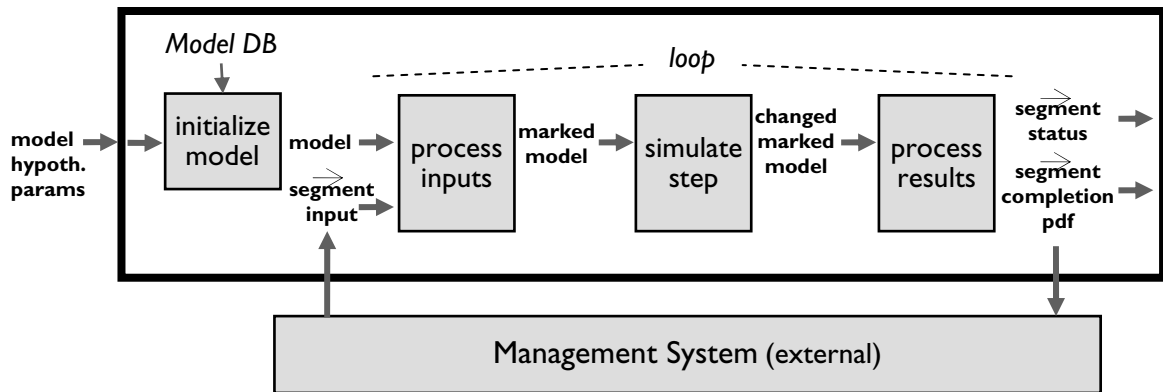 Model DB
loop
model
hypoth.
params
initialize
model
model
segment
input
process
inputs
marked
model
simulate
step
changed
marked
model
process
results
segment
status
segment
completion
pdf
Management System (external)